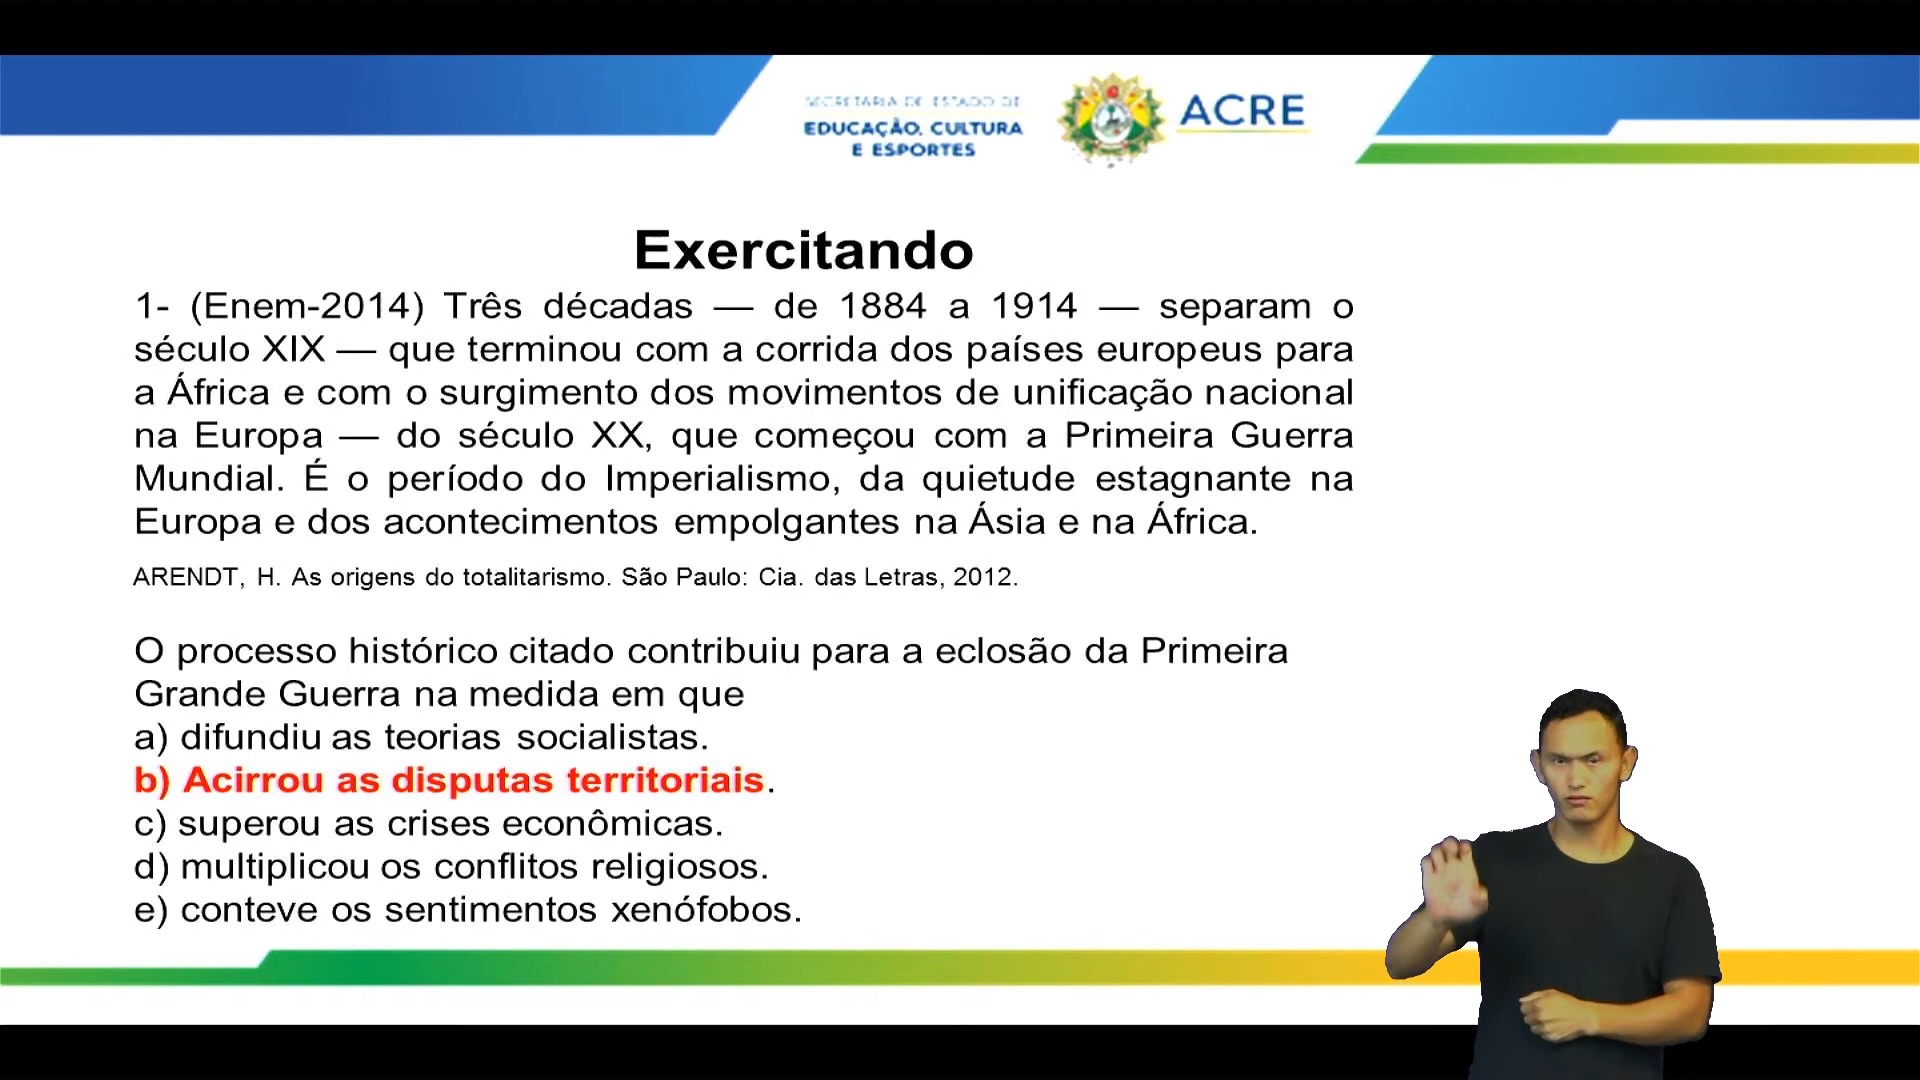 SECRETARIA DE ESTADO DE
EDUCAÇÃO, CULTURA
E ESPORTES
ACRE
Exercitando
1- (Enem-2014) Três décadas — de 1884 a 1914 — separam o
século XIX — que terminou com a corrida dos países europeus para
a África e com o surgimento dos movimentos de unificação nacional
na Europa — do século XX, que começou com a Primeira Guerra
Mundial. É o período do Imperialismo, da quietude estagnante na
Europa e dos acontecimentos empolgantes na Ásia e na África.
ARENDT, H. As origens do totalitarismo. São Paulo: Cia. das Letras, 2012.
O processo histórico citado contribuiu para a eclosão da Primeira
Grande Guerra na medida em que
a) difundiu as teorias socialistas.
b) Acirrou as disputas territoriais.
c) superou as crises econômicas.
d) multiplicou os conflitos religiosos.
e) conteve os sentimentos xenófobos.